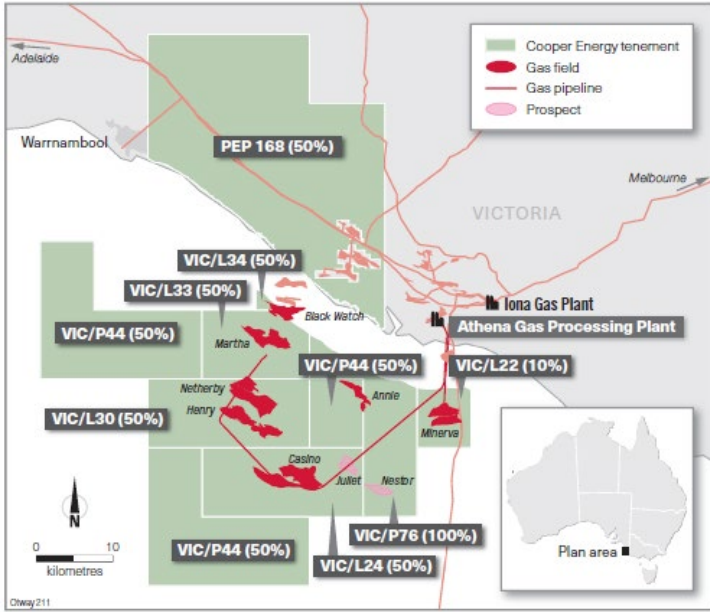 Adelaide
Warrnambool
PEP 168 (50%)
Cooper Energy tenement
Gas field
Gas pipeline
Prospect
Melbourne
VICTORIA
VIC/L34 (50%)
VIC/L33 (50%)
VIC/P44 (50%)
Black Watch
Martha
Iona Gas Plant
Athena Gas Processing Plant
VIC/P44 (50%)
VIC/L22 (10%)
Netherby
Henry
Annie
Minerva
VIC/L30 (50%)
Casino
Juliet
Nestor
N
0 10
kilometres
VIC/P44 (50%)
VIC/P76 (100%)
VIC/L24 (50%)
Plan area
Otway 211